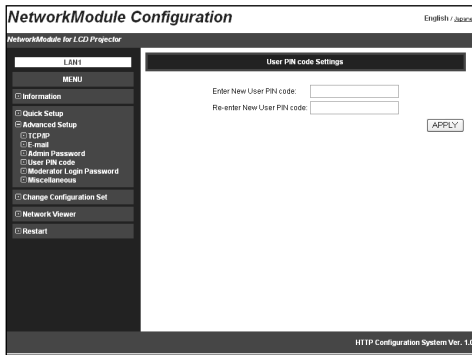 NetworkModule Configuration
English / Japane
NetworkModule for LCD Projector
LAN1
MENU
Information
Quick Setup
Advanced Setup
TCP/IP
E-mail
Admin Password
User PIN code
Moderator Login Password
Miscellaneous
Change Configuration Set
Network Viewer
Restart
User PIN code Settings
Enter New User PIN code:
Re-enter New User PIN code:
APPLY
HTTP Configuration System Ver. 1.0